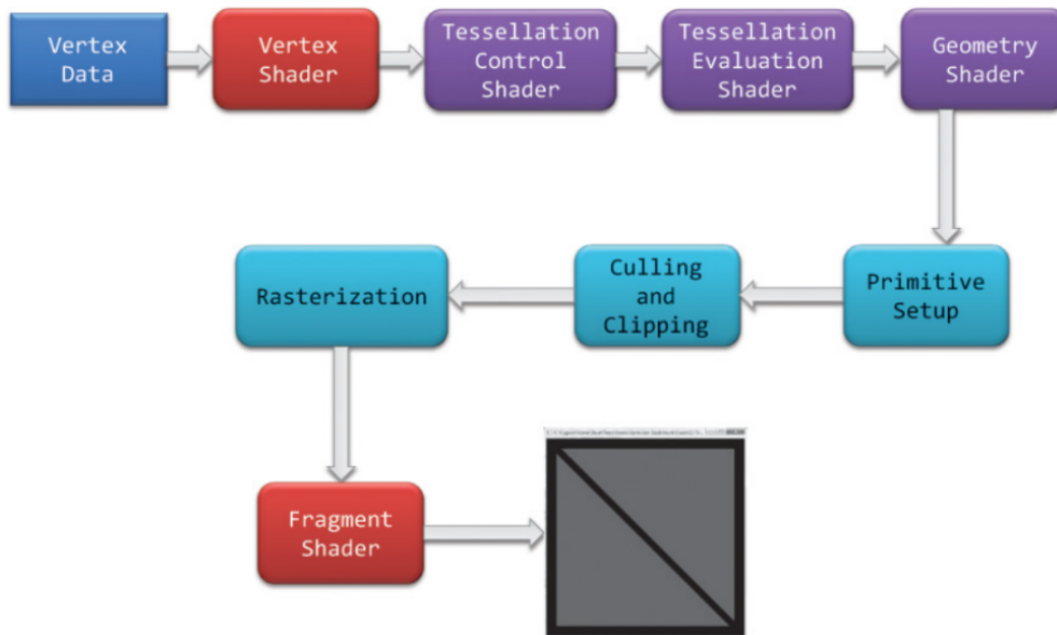 Vertex
Data
Vertex
Shader
Tessellation
Control
Shader
Tessellation
Evaluation
Shader
Geometry
Shader
Primitive
Setup
Culling
and
Clipping
Rasterization
Fragment
Shader